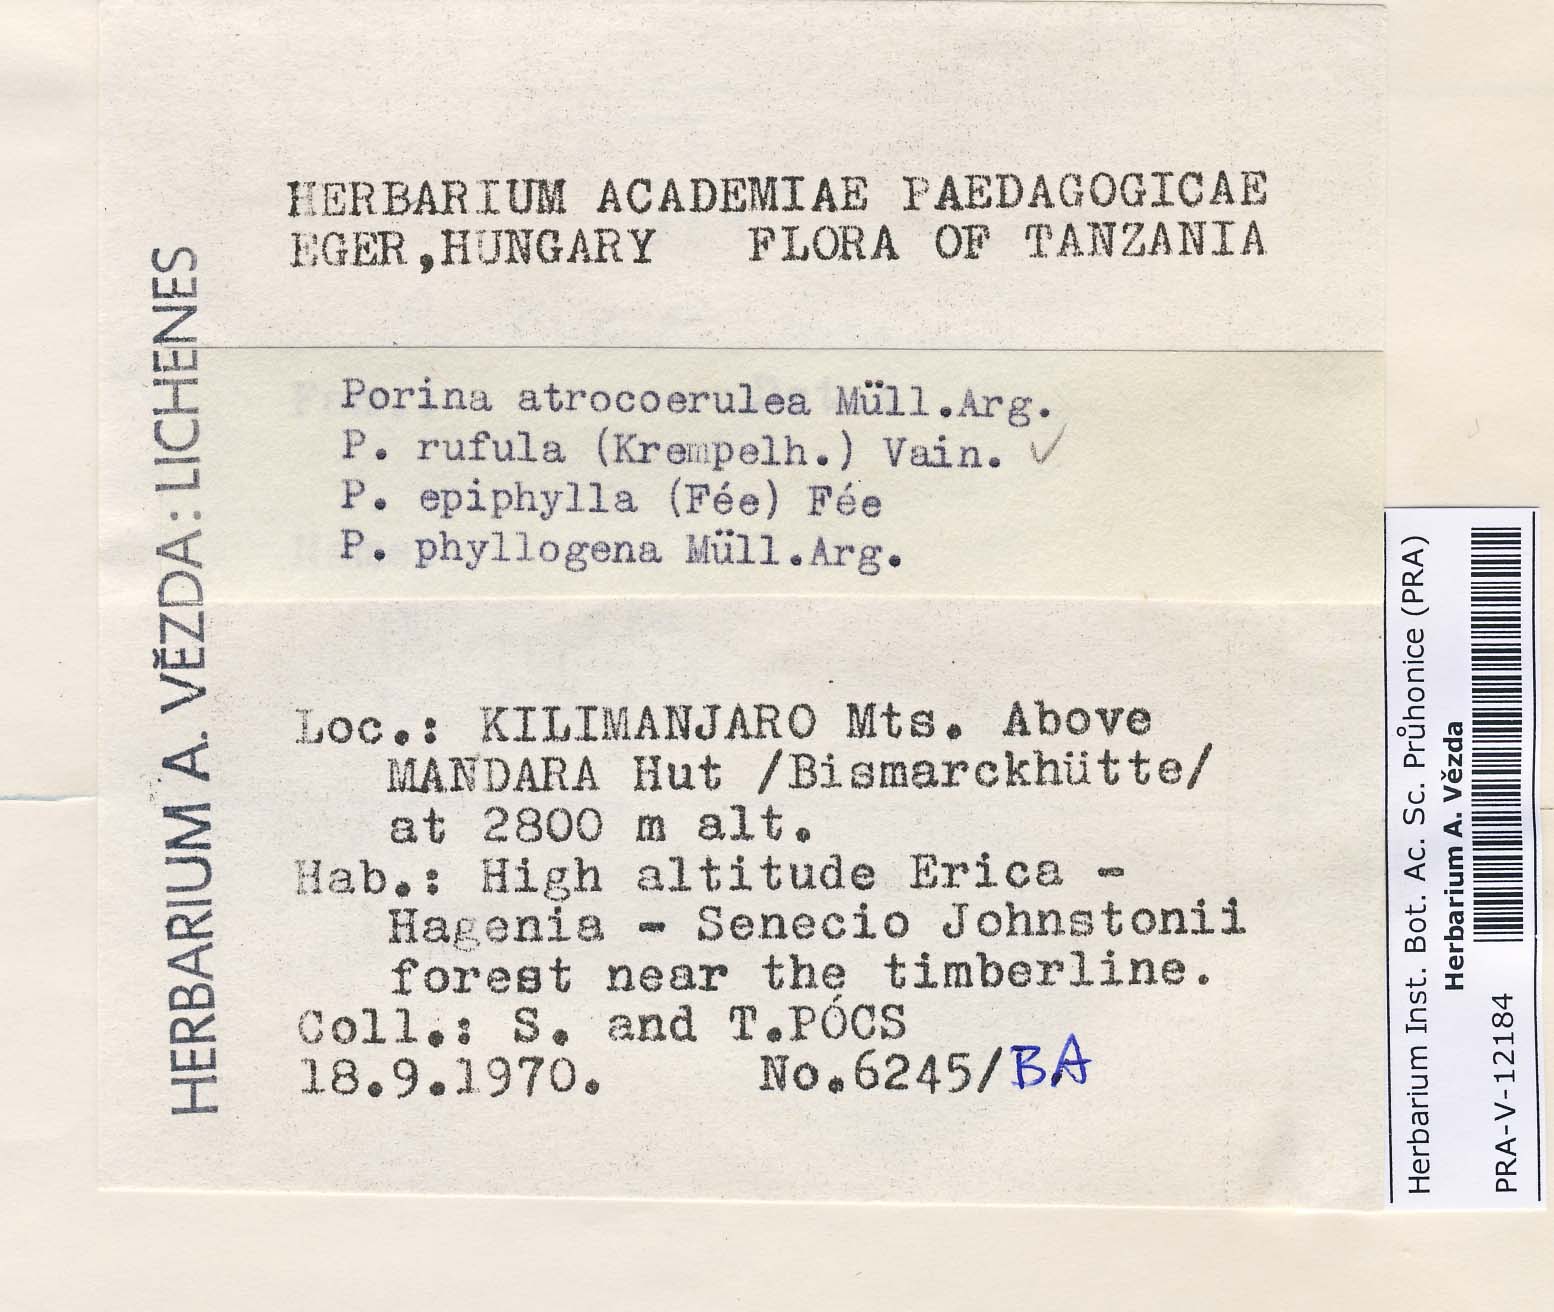 HERBARIUM ACADEMIAE PAEDAGOGICAE
EGER,HUNGARY FLORA OF TANZANIA
HERBARIUM A. VĚZDA: LICHENES
Porina atrocoerulea Müll.Arg.
P. rufula (Krempelh.) Vain. ✓
P. epiphylla (Fée) Fée
P. phyllogena Müll.Arg.
Loc.: KILIMANJARO Mts. Above
MANDARA Hut /Bismarckhütte/
at 2800 m alt.
Hab.: High altitude Erica -
Hagenia - Senecio Johnstonii
forest near the timberline.
Coll.: S. and T.PÓCS
18.9.1970. No.6245/BA
Herbarium Inst. Bot. Ac. Sc. Průhonice (PRA)
Herbarium A. Vězda
PRA-V-12184